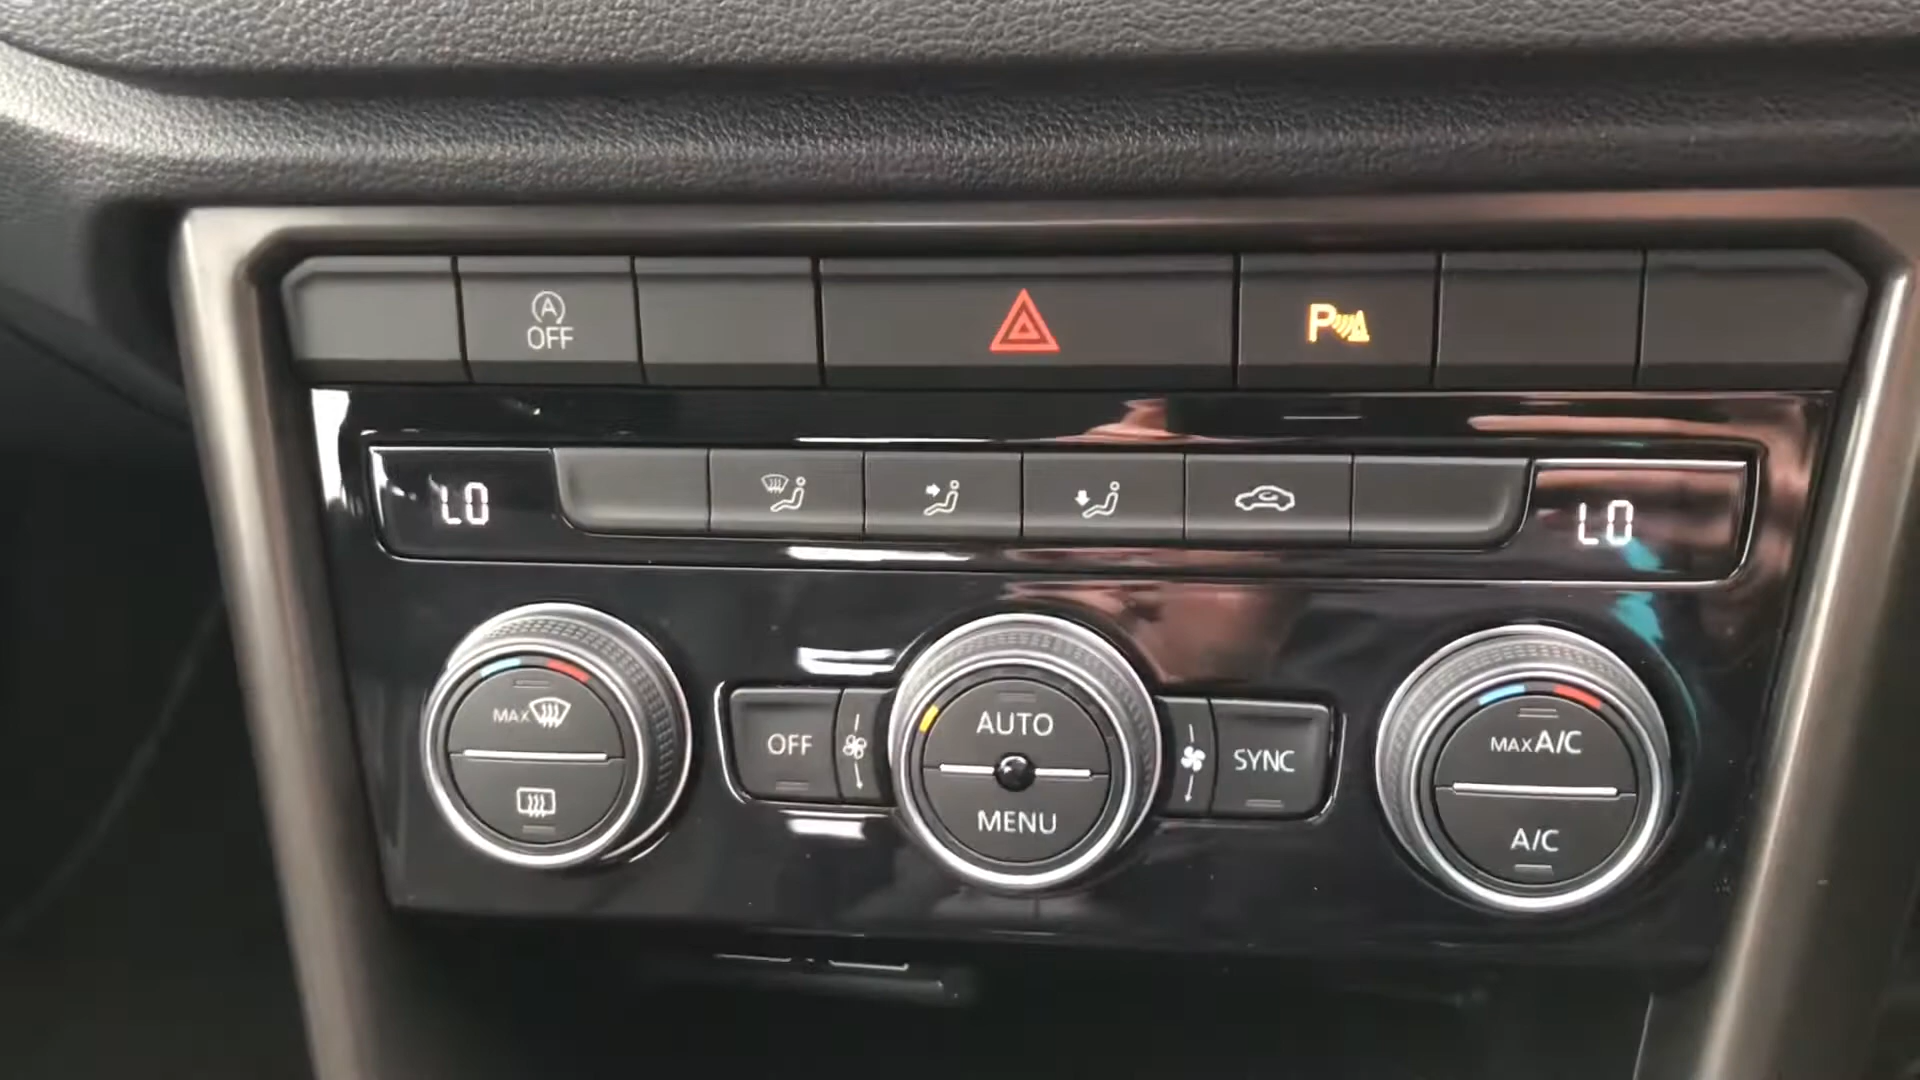 A
OFF
P
LO
LO
MAX
OFF
AUTO
MENU
SYNC
MAX A/C
A/C